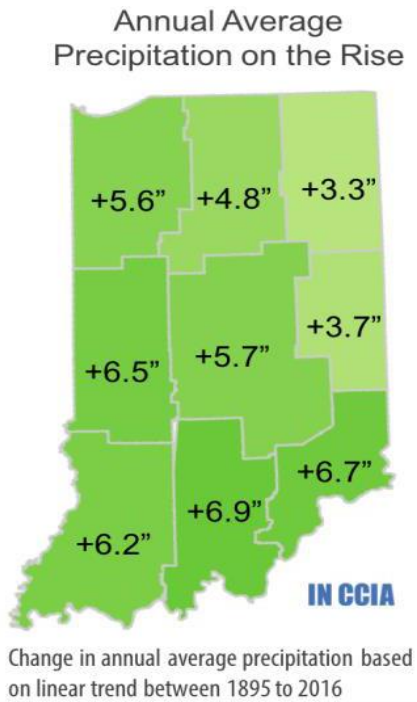 Annual Average
Precipitation on the Rise
+5.6”
+4.8”
+3.3”
+3.7”
+6.5”
+5.7”
+6.7”
+6.2”
+6.9”
IN CCIA
Change in annual average precipitation based
on linear trend between 1895 to 2016